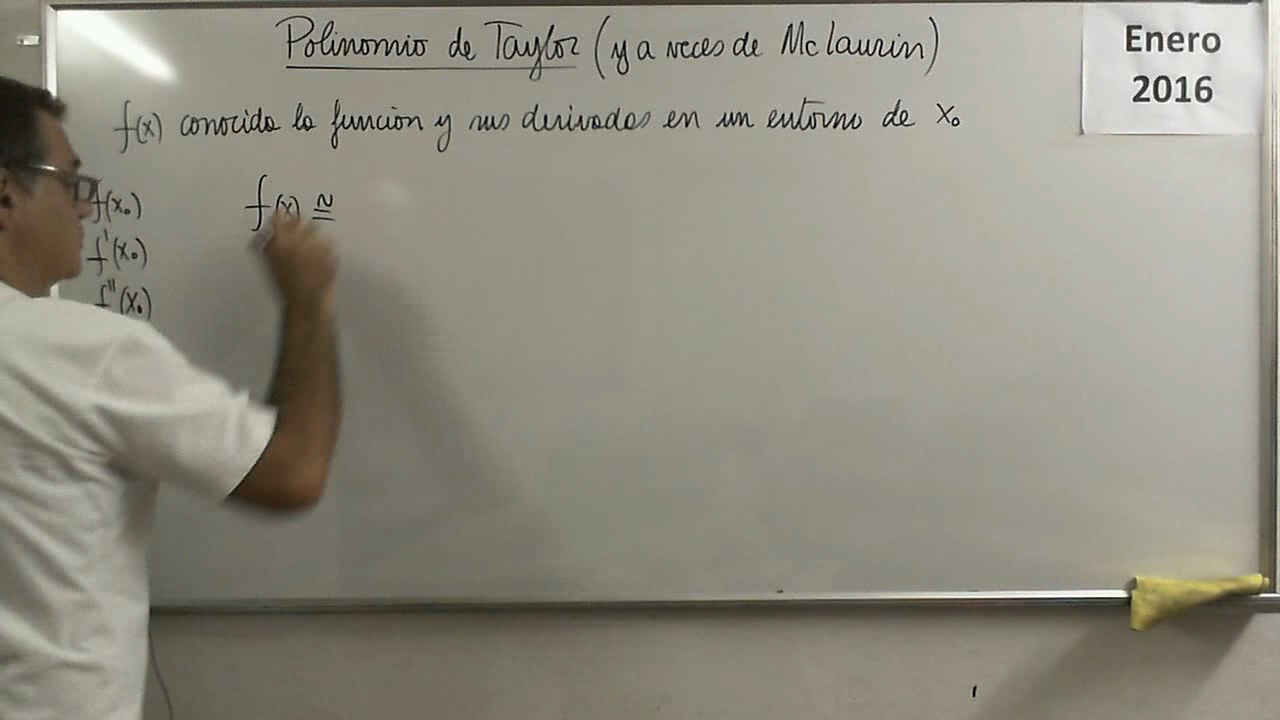 Polinomio de Taylor (y a veces de Mc laurin)
Enero
2016
f(x) conocida la función y sus derivadas en un entorno de x₀
f(x₀) f(x) ≅
f'(x₀)
f''(x₀)